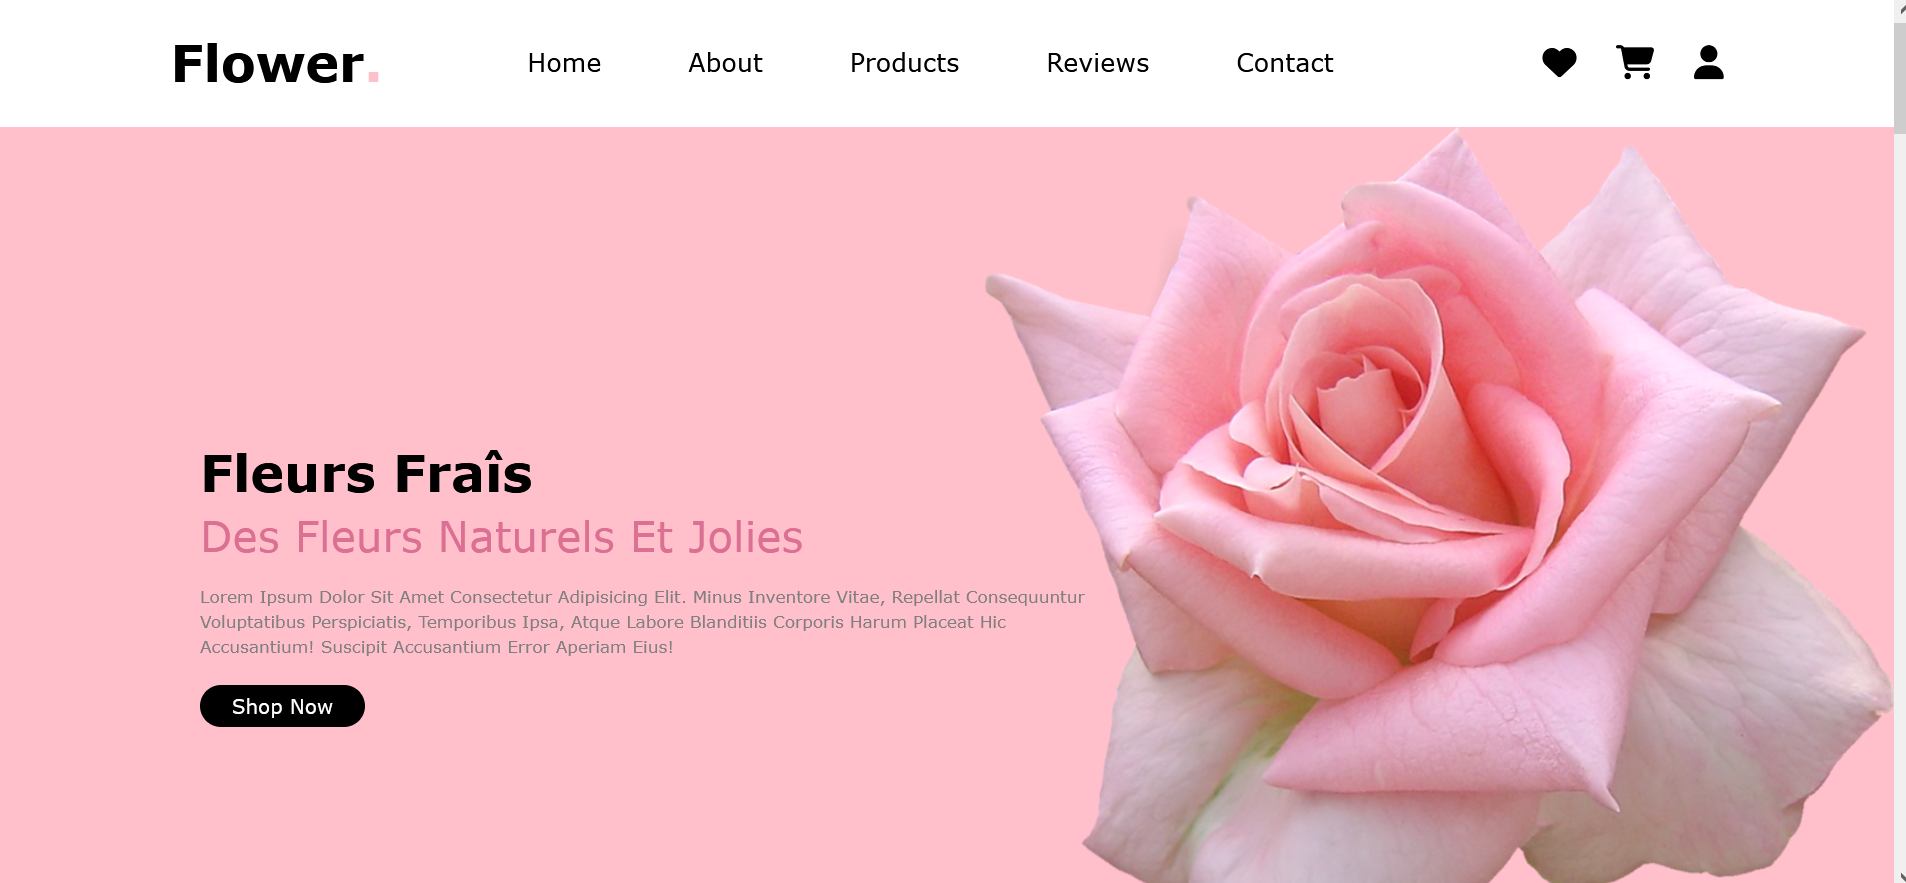 Flower.
Home About Products Reviews Contact
Fleurs Fraîs
Des Fleurs Naturels Et Jolies
Lorem Ipsum Dolor Sit Amet Consectetur Adipisicing Elit. Minus Inventore Vitae, Repellat Consequuntur
Voluptatibus Perspiciatis, Temporibus Ipsa, Atque Labore Blanditiis Corporis Harum Placeat Hic
Accusantium! Suscipit Accusantium Error Aperiam Eius!
Shop Now